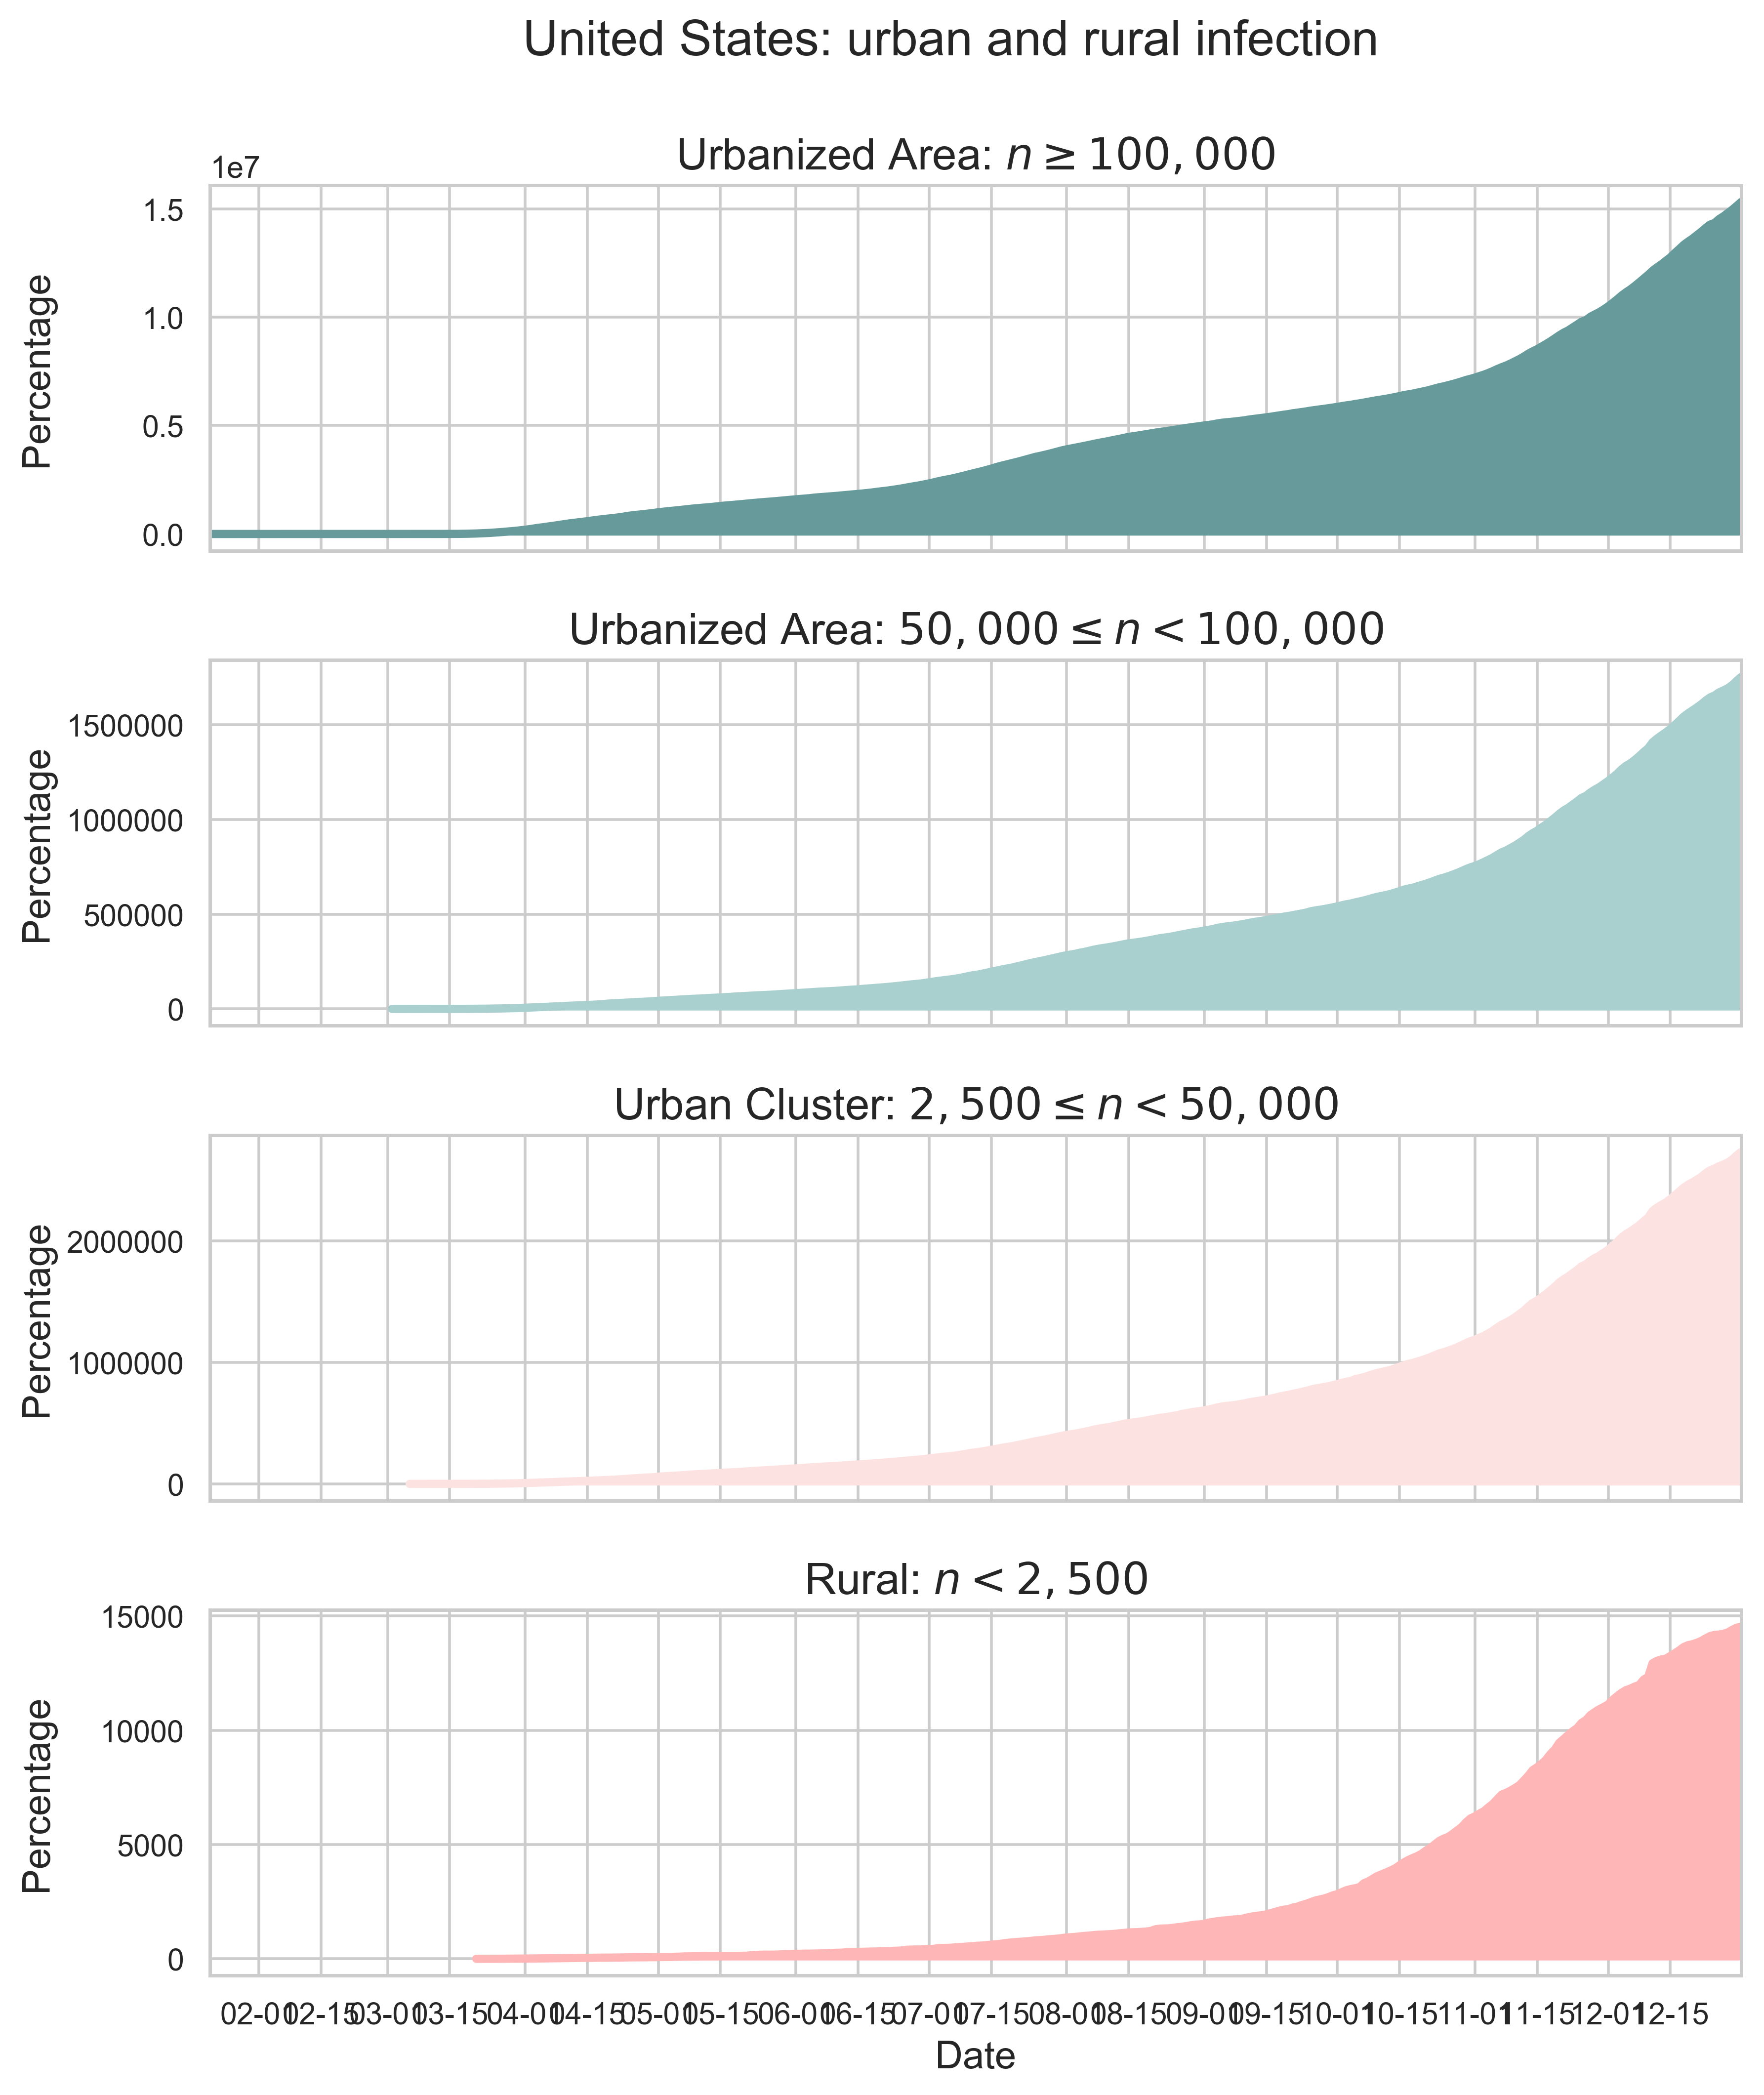 United States: urban and rural infection
Urbanized Area: n ≥ 100,000
1e7
1.5
1.0
0.5
0.0
Percentage
Urbanized Area: 50,000 ≤ n < 100,000
1500000
1000000
500000
0
Percentage
Urban Cluster: 2,500 ≤ n < 50,000
2000000
1000000
0
Percentage
Rural: n < 2,500
15000
10000
5000
0
Percentage
02-01 02-15 03-01 03-15 04-01 04-15 05-01 05-15 06-01 06-15 07-01 07-15 08-01 08-15 09-01 09-15 10-01 10-15 11-01 11-15 12-01 12-15
Date